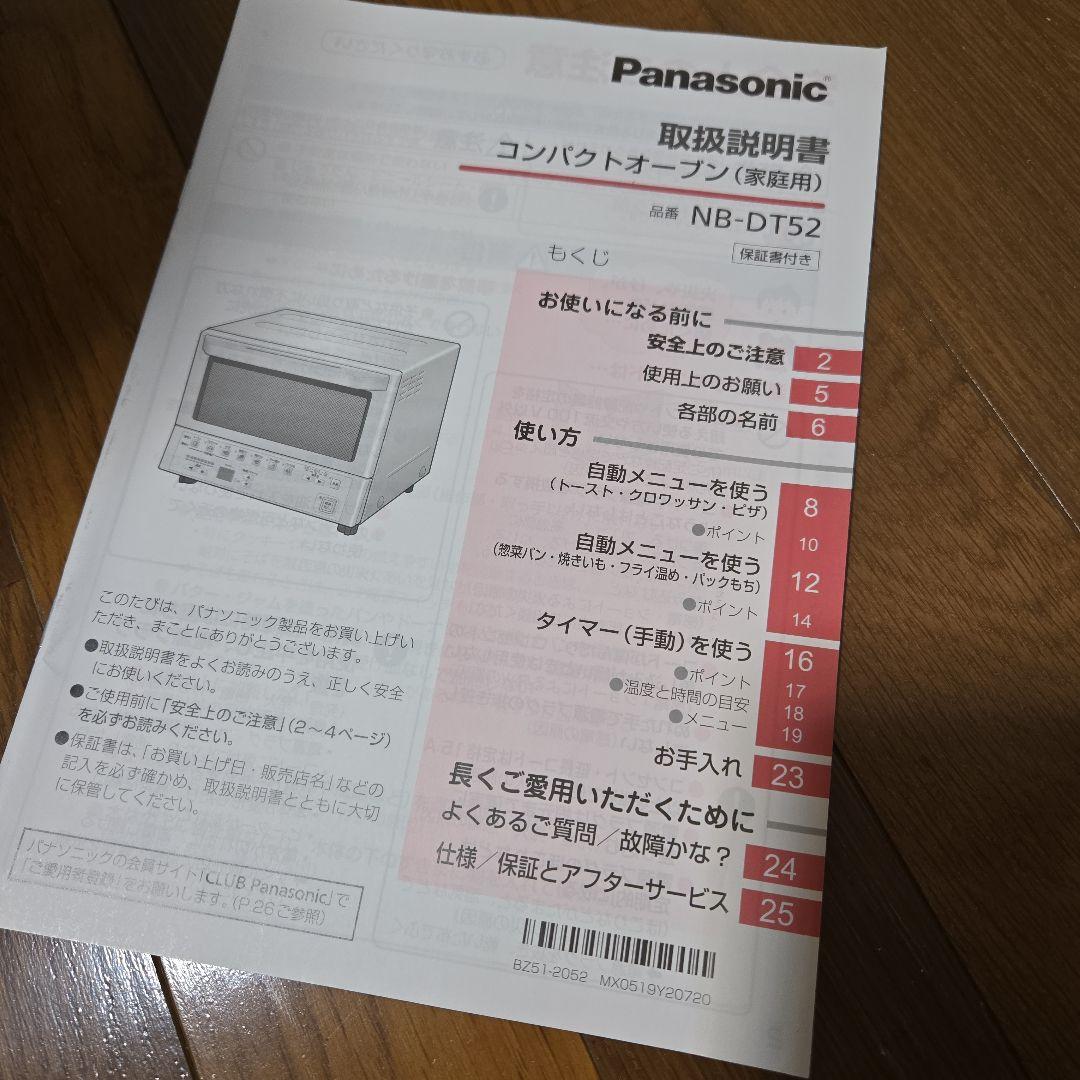 Panasonic
取扱説明書
コンパクトオーブン(家庭用)
品番 NB-DT52
保証書付き
もくじ
お使いになる前に
安全上のご注意 2
使用上のお願い 5
各部の名前 6
使い方
自動メニューを使う 8
(トースト・クロワッサン・ピザ)
●ポイント 10
自動メニューを使う 12
(惣菜パン・焼きいも・フライ温め・パックもち)
●ポイント 14
タイマー(手動)を使う 16
●ポイント 17
●温度と時間の目安 18
●メニュー 19
お手入れ 23
長くご愛用いただくために
よくあるご質問/故障かな? 24
仕様/保証とアフターサービス 25
このたびは、パナソニック製品をお買い上げい
ただき、まことにありがとうございます。
●取扱説明書をよくお読みのうえ、正しく安全
にお使いください。
●ご使用前に「安全上のご注意」(2～4ページ)
を必ずお読みください。
●保証書は、「お買い上げ日・販売店名」などの
記入を必ず確かめ、取扱説明書とともに大切
に保管してください。
パナソニックの会員サイト「CLUB Panasonic」で
「ご愛用者登録」をお願いします。(P.26ご参照)
BZ51-2052 MX0519Y20720